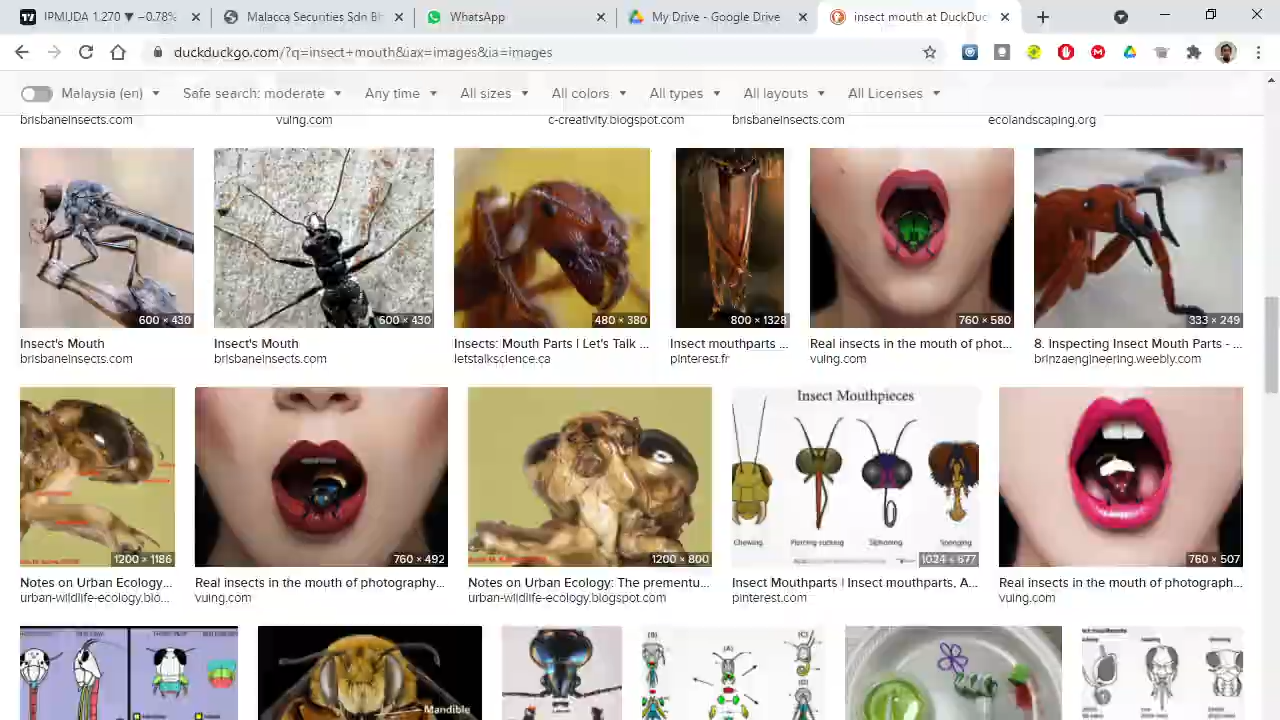 IPMUDA 1.270 ▼ −0.78%
Malacca Securities Sdn Bh
WhatsApp
My Drive - Google Drive
insect mouth at DuckDuc
duckduckgo.com/?q=insect+mouth&iax=images&ia=images
Malaysia (en)
Safe search: moderate
Any time
All sizes
All colors
All types
All layouts
All Licenses
brisbaneinsects.com
vuing.com
c-creativity.blogspot.com
brisbaneinsects.com
ecolandscaping.org
600 × 430
600 × 430
480 × 380
800 × 1328
760 × 580
333 × 249
Insect's Mouth
Insect's Mouth
Insects: Mouth Parts | Let's Talk ...
Insect mouthparts ...
Real insects in the mouth of phot...
8. Inspecting Insect Mouth Parts - ...
brisbaneinsects.com
brisbaneinsects.com
letstalkscience.ca
pinterest.fr
vuing.com
brinzaengineering.weebly.com
Insect Mouthpieces
Chewing
Piercing-sucking
Siphoning
Sponging
1200 × 1186
760 × 492
1200 × 800
1024 × 677
760 × 507
Notes on Urban Ecology...
Real insects in the mouth of photography...
Notes on Urban Ecology: The prementu...
Insect Mouthparts | Insect mouthparts, A...
Real insects in the mouth of photograph...
urban-wildlife-ecology.blo...
vuing.com
urban-wildlife-ecology.blogspot.com
pinterest.com
vuing.com
(B)
(A)
(C)
Mandible